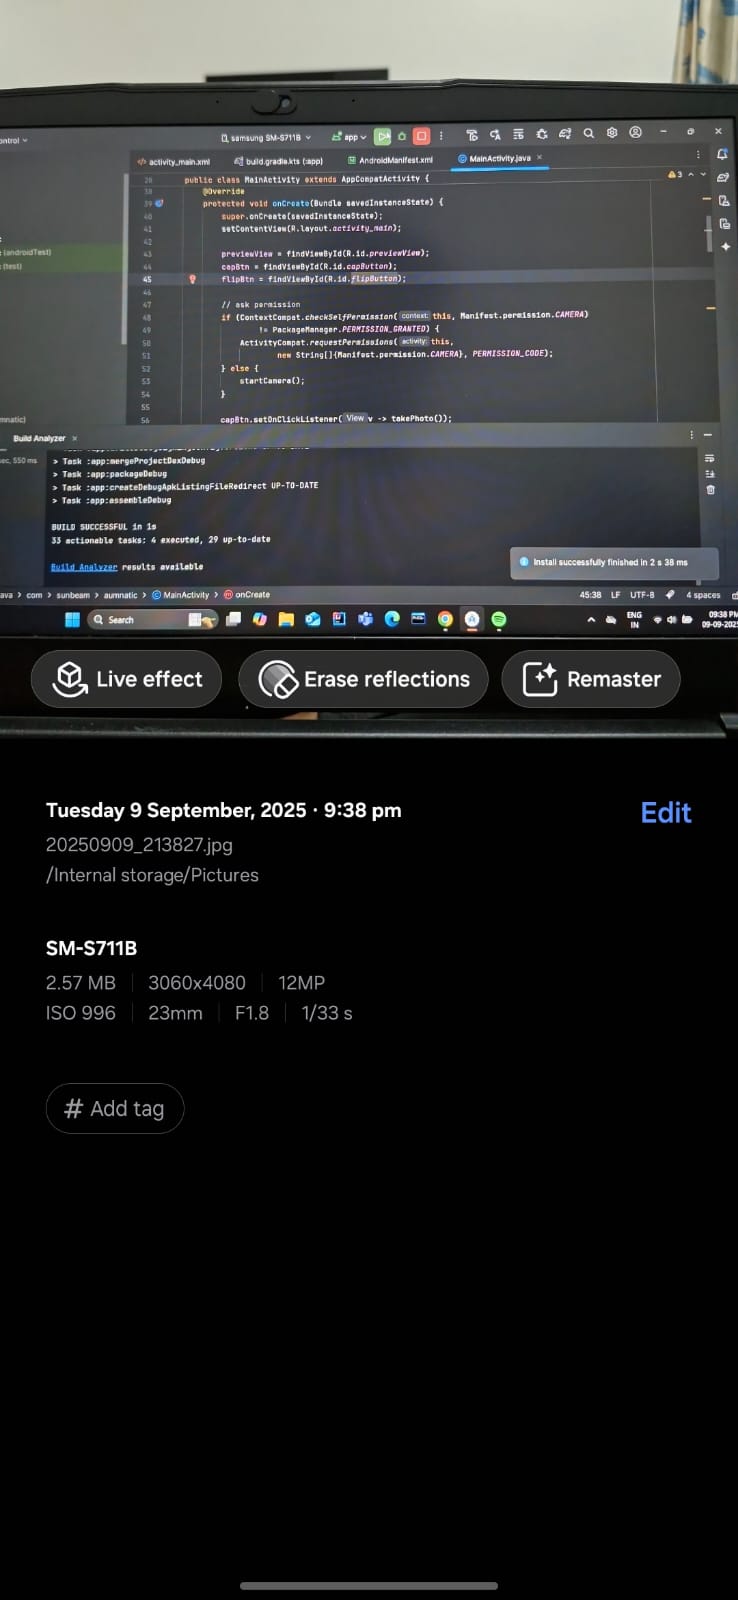 ontrol
samsung SM-S711B
app
activity_main.xml
build.gradle.kts (:app)
AndroidManifest.xml
MainActivity.java
3
20 public class MainActivity extends AppCompatActivity {
38 @Override
39 protected void onCreate(Bundle savedInstanceState) {
40 super.onCreate(savedInstanceState);
41 setContentView(R.layout.activity_main);
42
43 previewView = findViewById(R.id.previewView);
44 capBtn = findViewById(R.id.capButton);
45 flipBtn = findViewById(R.id.flipButton);
46
47 // ask permission
48 if (ContextCompat.checkSelfPermission( context: this, Manifest.permission.CAMERA)
49 != PackageManager.PERMISSION_GRANTED) {
50 ActivityCompat.requestPermissions( activity: this,
51 new String[]{Manifest.permission.CAMERA}, PERMISSION_CODE);
52 } else {
53 startCamera();
54 }
55
56 capBtn.setOnClickListener( View v -> takePhoto());
(androidTest)
(test)
mnatic)
Build Analyzer
sec, 550 ms
> Task :app:mergeProjectDexDebug
> Task :app:packageDebug
> Task :app:createDebugApkListingFileRedirect UP-TO-DATE
> Task :app:assembleDebug
BUILD SUCCESSFUL in 1s
33 actionable tasks: 4 executed, 29 up-to-date
Build Analyzer results available
Install successfully finished in 2 s 38 ms
ava > com > sunbeam > aumnatic > MainActivity > onCreate
45:38 LF UTF-8 4 spaces
Search
ENG
IN
09:38 PM
09-09-202
Live effect
Erase reflections
Remaster
Tuesday 9 September, 2025 · 9:38 pm
Edit
20250909_213827.jpg
/Internal storage/Pictures
SM-S711B
2.57 MB 3060x4080 12MP
ISO 996 23mm F1.8 1/33 s
# Add tag